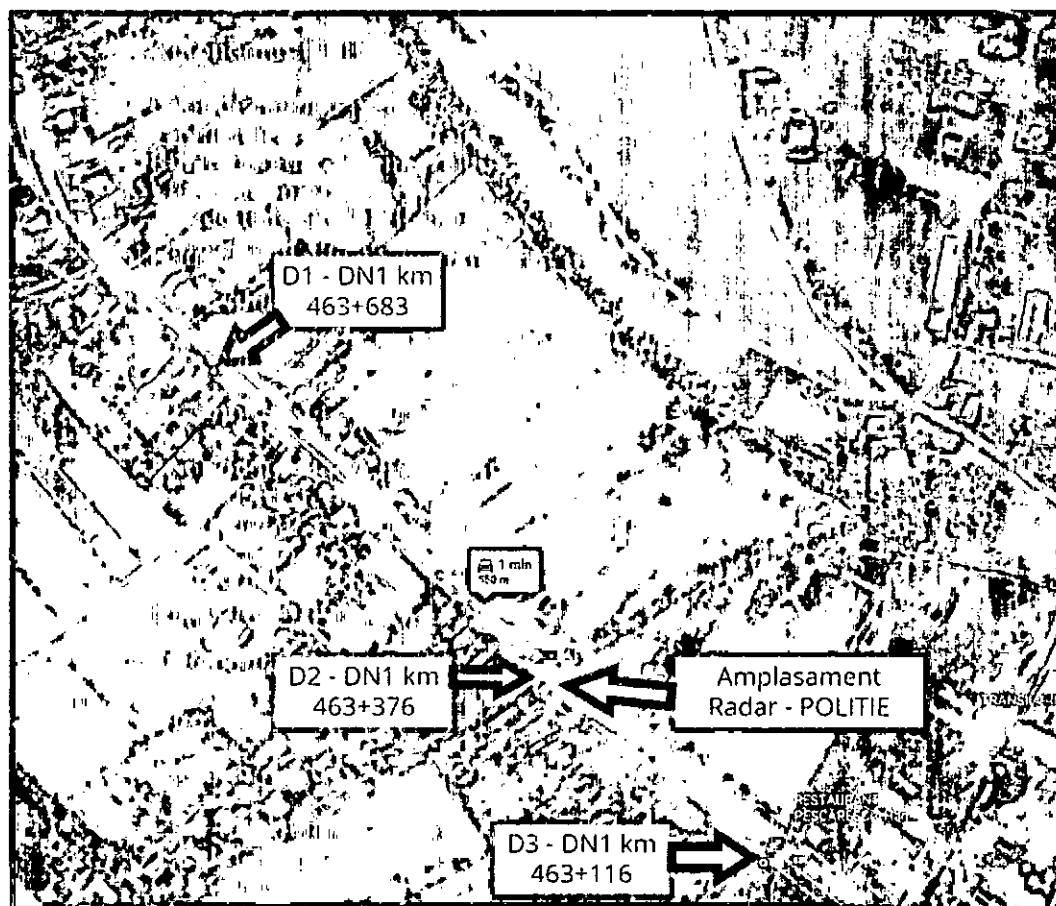 D1 - DN1 km
463+683
1 min
D2 - DN1 km
463+376
Amplasament
Radar - POLITIE
D3 - DN1 km
463+116